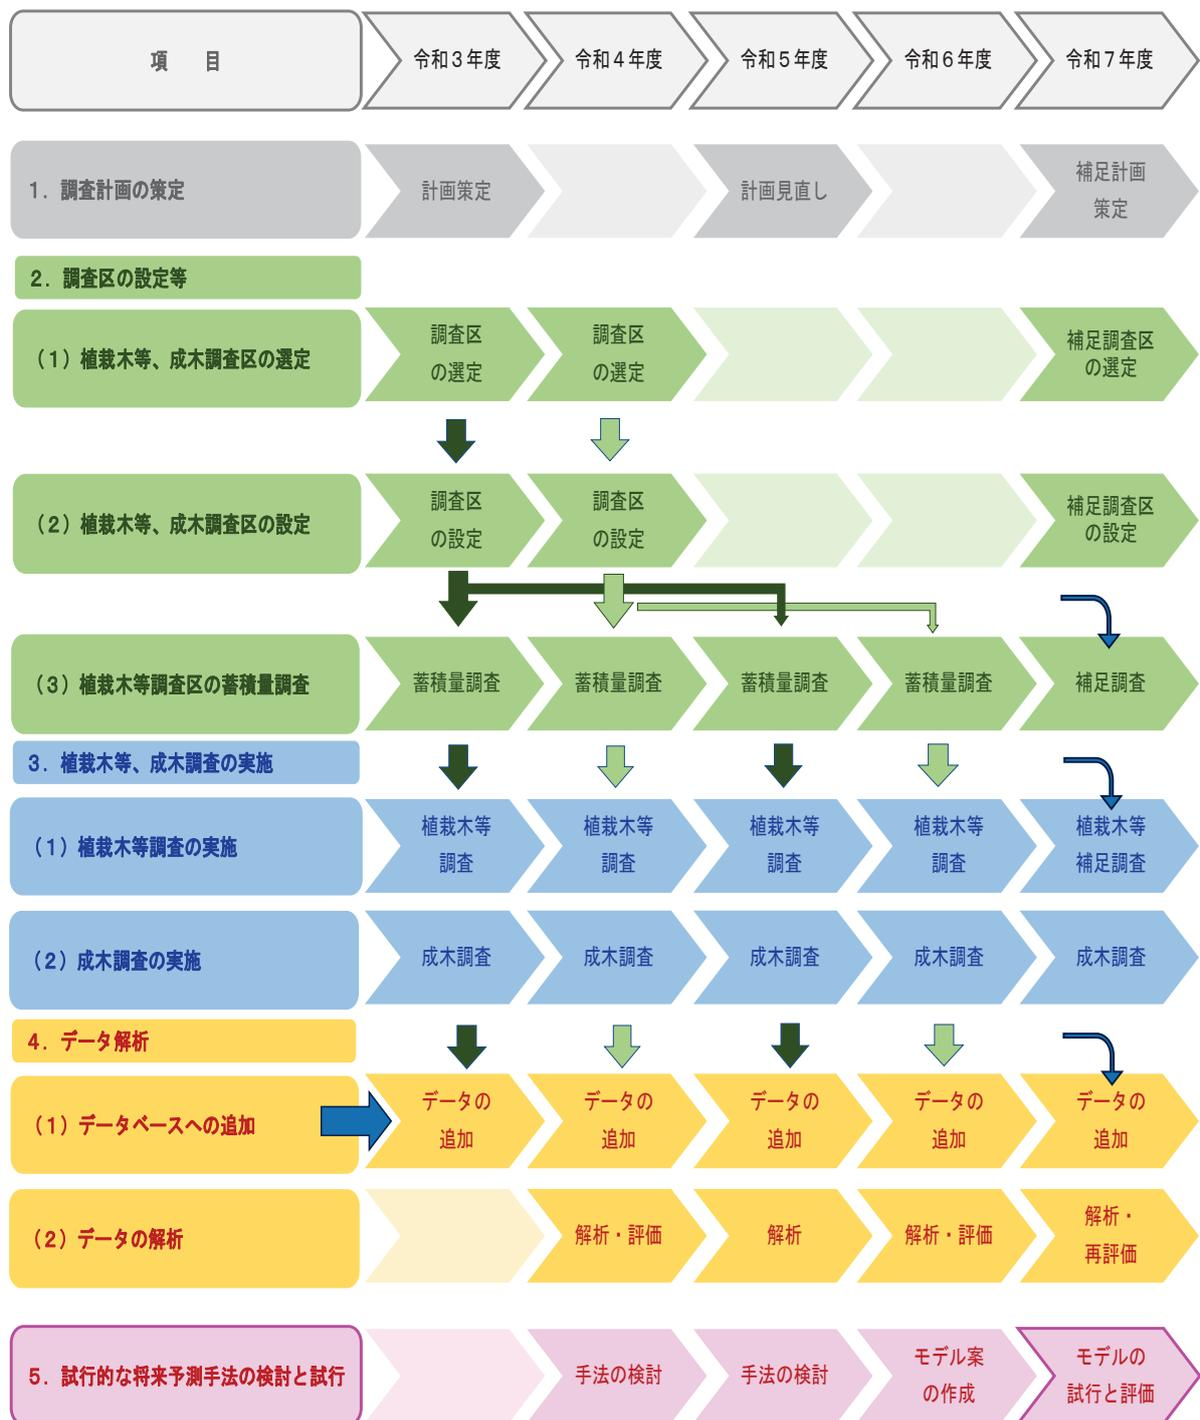 項　目
令和３年度
令和４年度
令和５年度
令和６年度
令和７年度
１．調査計画の策定
計画策定
計画見直し
補足計画
策定
２．調査区の設定等
（１）植栽木等、成木調査区の選定
調査区
の選定
調査区
の選定
補足調査区
の選定
（２）植栽木等、成木調査区の設定
調査区
の設定
調査区
の設定
補足調査区
の設定
（３）植栽木等調査区の蓄積量調査
蓄積量調査
蓄積量調査
蓄積量調査
蓄積量調査
補足調査
３．植栽木等、成木調査の実施
（１）植栽木等調査の実施
植栽木等
調査
植栽木等
調査
植栽木等
調査
植栽木等
調査
植栽木等
補足調査
（２）成木調査の実施
成木調査
成木調査
成木調査
成木調査
成木調査
４．データ解析
（１）データベースへの追加
データの
追加
データの
追加
データの
追加
データの
追加
データの
追加
（２）データの解析
解析・評価
解析
解析・評価
解析・
再評価
５．試行的な将来予測手法の検討と試行
手法の検討
手法の検討
モデル案
の作成
モデルの
試行と評価